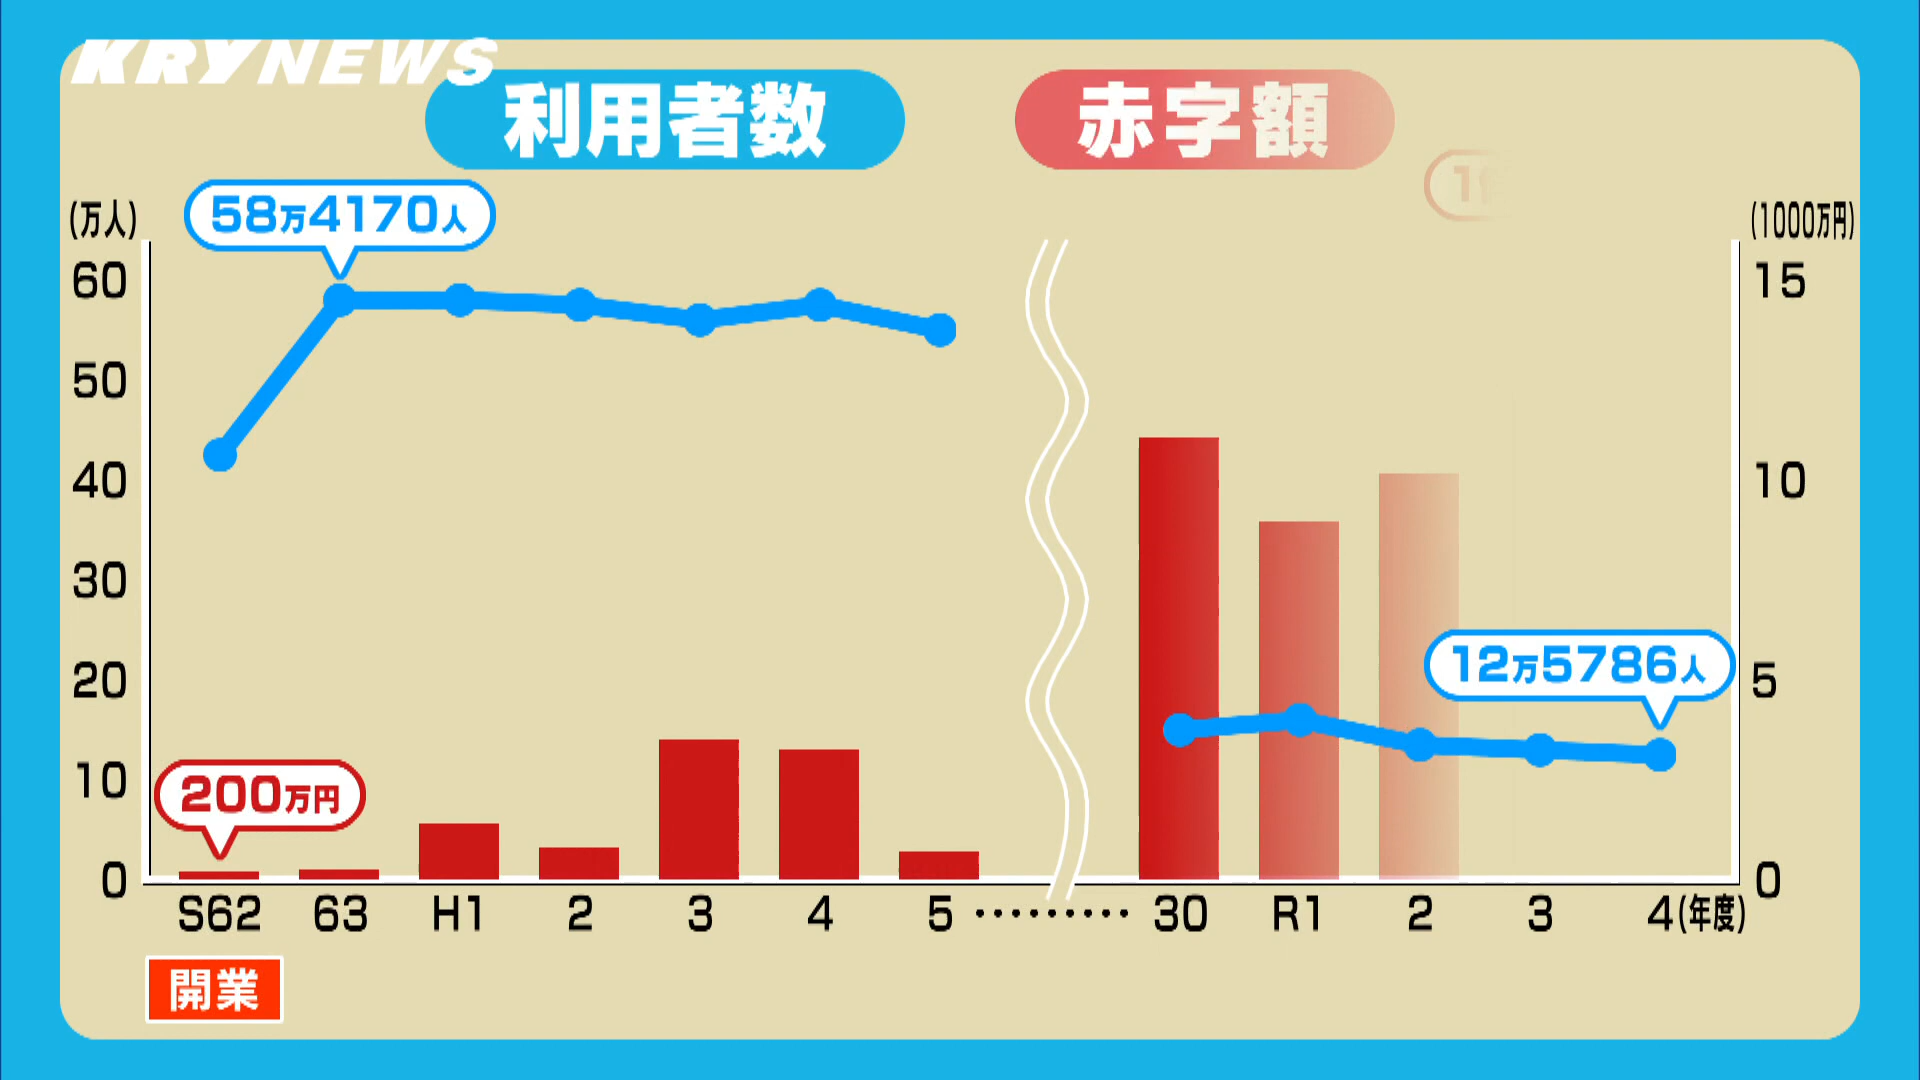 KRY NEWS
利用者数
赤字額
(万人)
58万4170人
(1000万円)
60
50
40
30
20
10
0
15
10
5
0
200万円
12万5786人
S62 63 H1 2 3 4 5 ········· 30 R1 2 3 4(年度)
開業